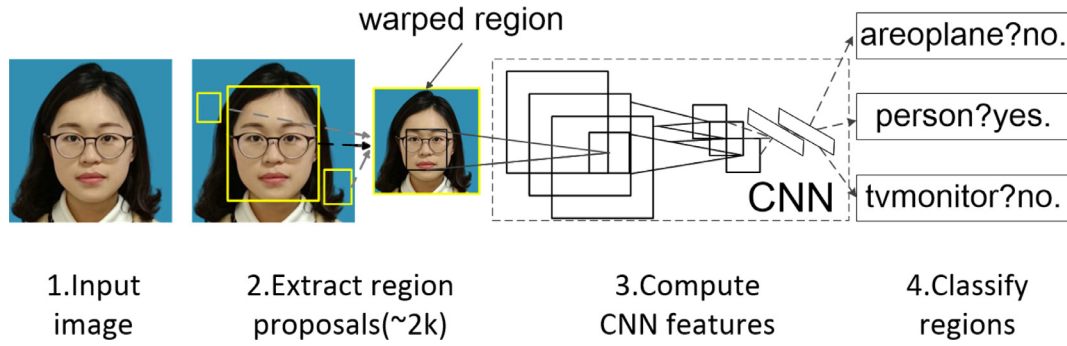 warped region
areoplane?no.
person?yes.
CNN
tvmonitor?no.
1.Input
image
2.Extract region
proposals(~2k)
3.Compute
CNN features
4.Classify
regions